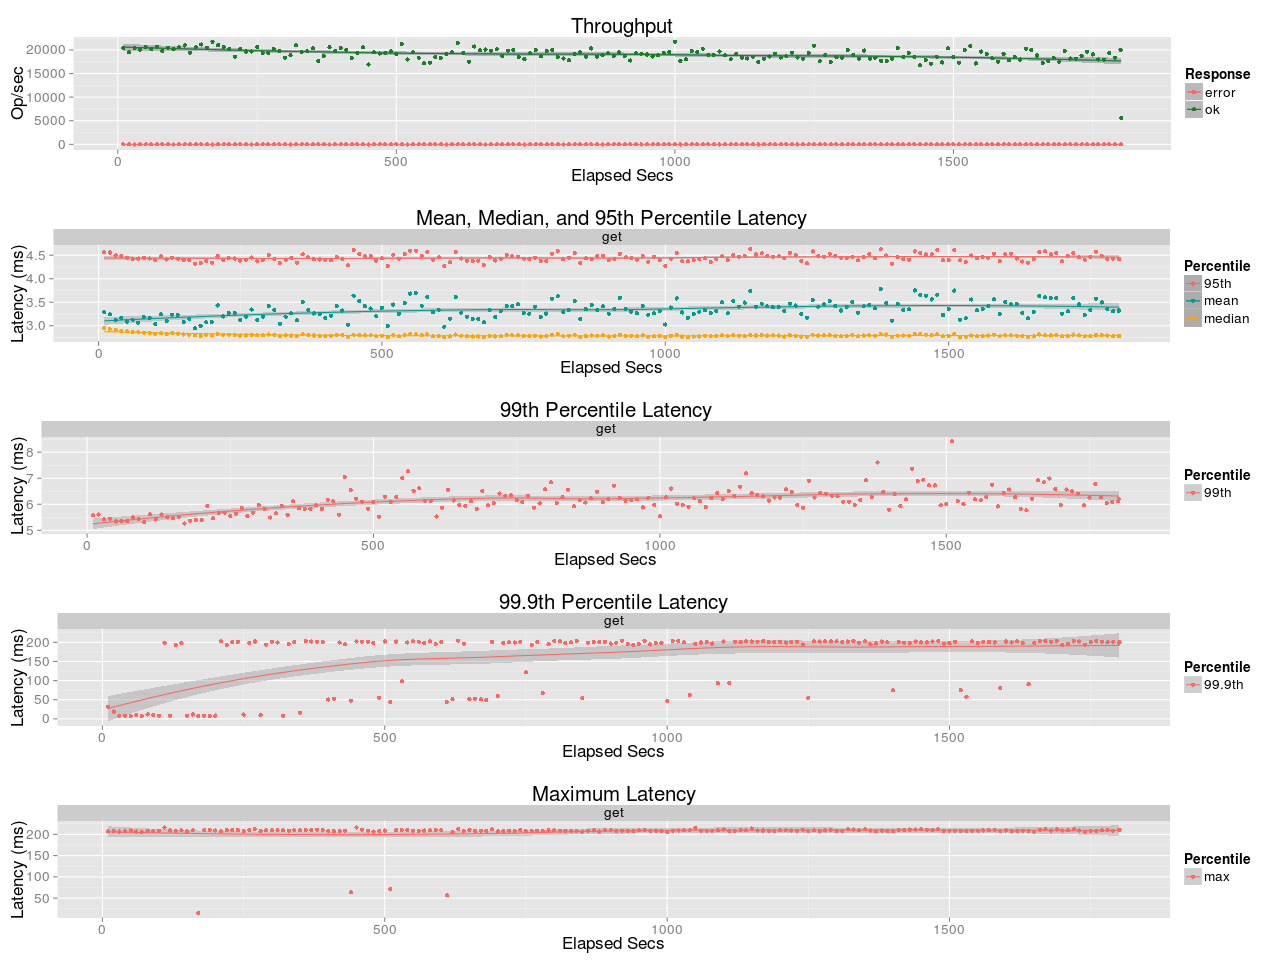 Throughput
Op/sec
20000
15000
10000
5000
0
0 500 1000 1500
Elapsed Secs
Response
error
ok
Mean, Median, and 95th Percentile Latency
get
Latency (ms)
4.5
4.0
3.5
3.0
0 500 1000 1500
Elapsed Secs
Percentile
95th
mean
median
99th Percentile Latency
get
Latency (ms)
8
7
6
5
0 500 1000 1500
Elapsed Secs
Percentile
99th
99.9th Percentile Latency
get
Latency (ms)
200
150
100
50
0
0 500 1000 1500
Elapsed Secs
Percentile
99.9th
Maximum Latency
get
Latency (ms)
200
150
100
50
0 500 1000 1500
Elapsed Secs
Percentile
max